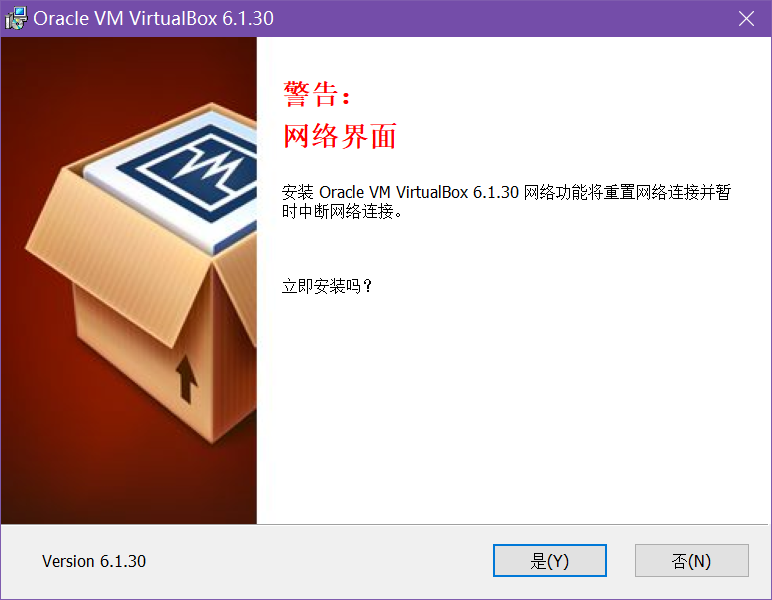 Oracle VM VirtualBox 6.1.30
警告：
网络界面
安装 Oracle VM VirtualBox 6.1.30 网络功能将重置网络连接并暂
时中断网络连接。
立即安装吗？
Version 6.1.30
是(Y)
否(N)